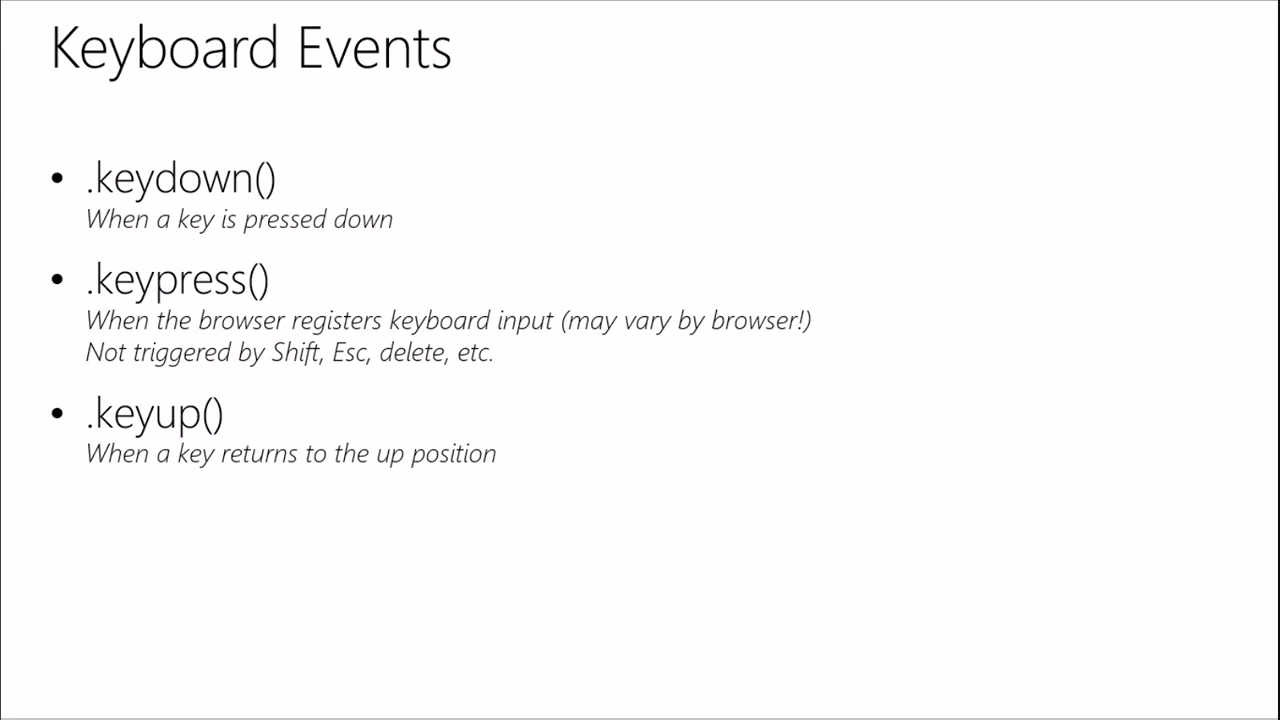 Keyboard Events
• .keydown()
When a key is pressed down
• .keypress()
When the browser registers keyboard input (may vary by browser!)
Not triggered by Shift, Esc, delete, etc.
• .keyup()
When a key returns to the up position